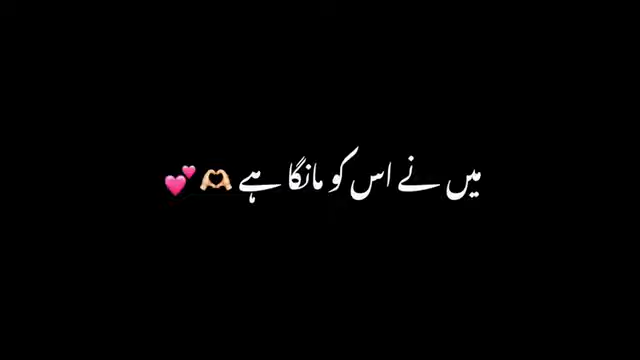 میں نے اس کو مانگا ہے 🫶🏼💕